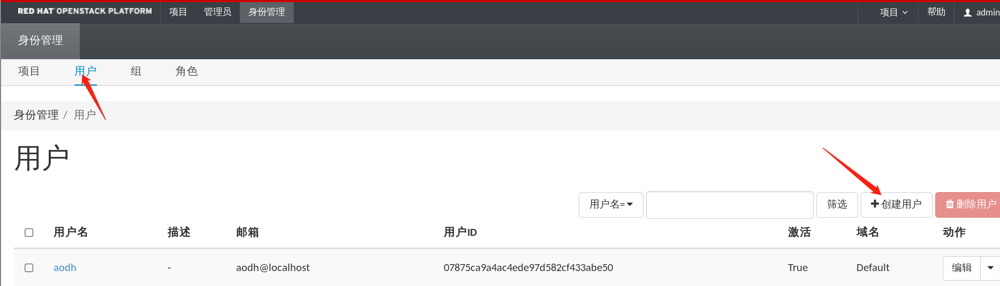 RED HAT OPENSTACK PLATFORM 项目 管理员 身份管理 项目 帮助 admin
身份管理
项目 用户 组 角色
身份管理 / 用户
用户
用户名= 筛选 创建用户 删除用户
用户名 描述 邮箱 用户ID 激活 域名 动作
aodh - aodh@localhost 07875ca9a4ac4ede97d582cf433abe50 True Default 编辑